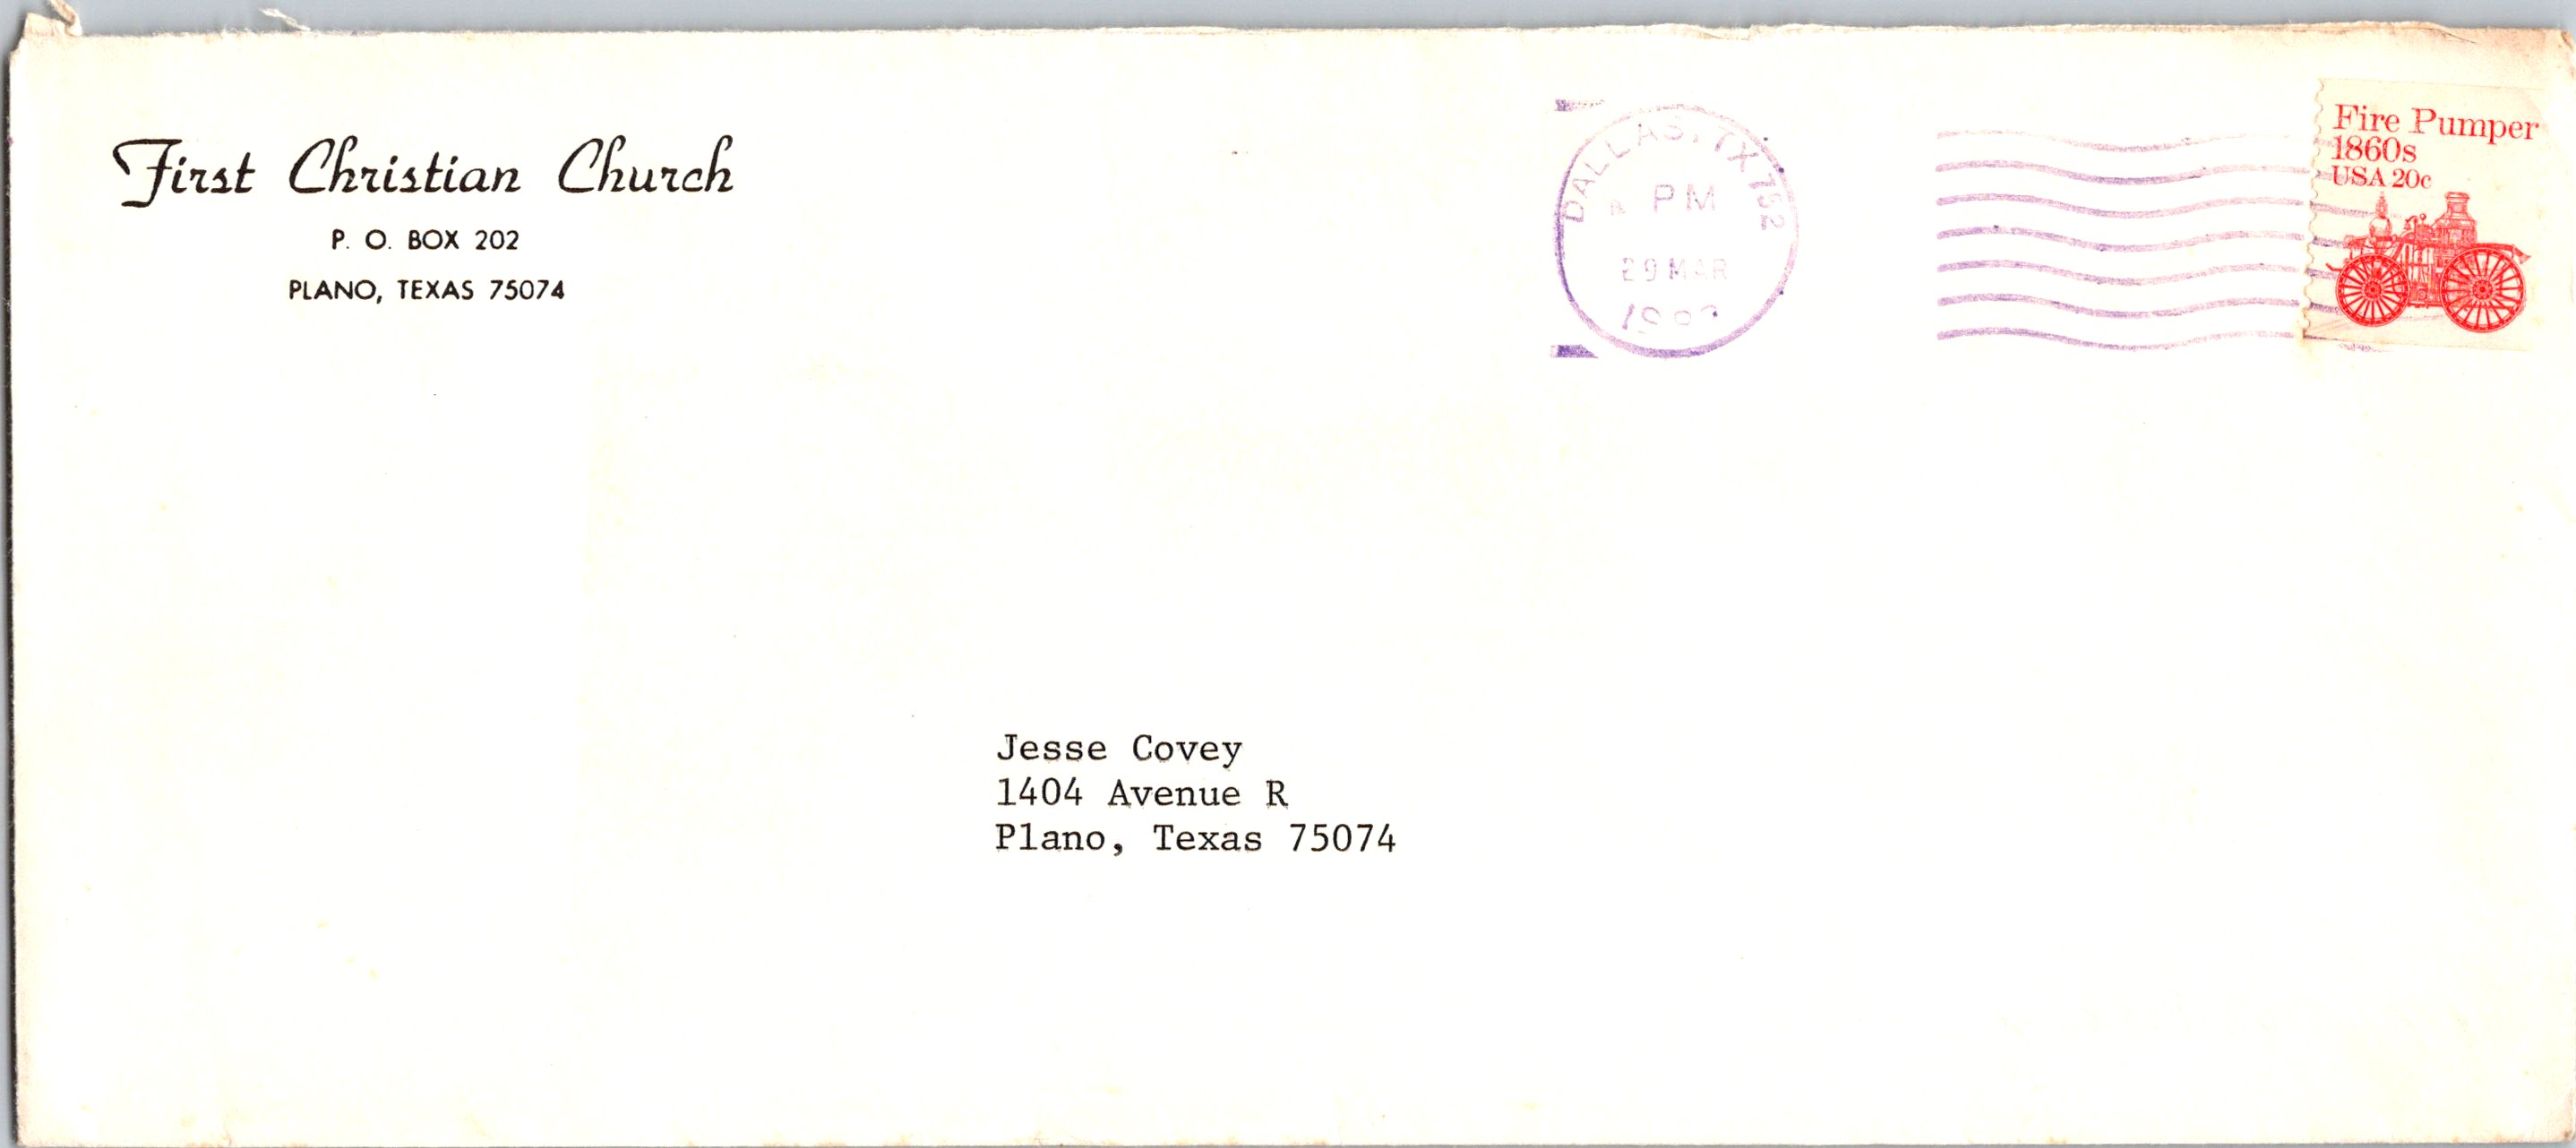 First Christian Church
P. O. BOX 202
PLANO, TEXAS 75074
DALLAS, TX 752
PM
29 MAR
Fire Pumper
1860s
USA 20c
Jesse Covey
1404 Avenue R
Plano, Texas 75074